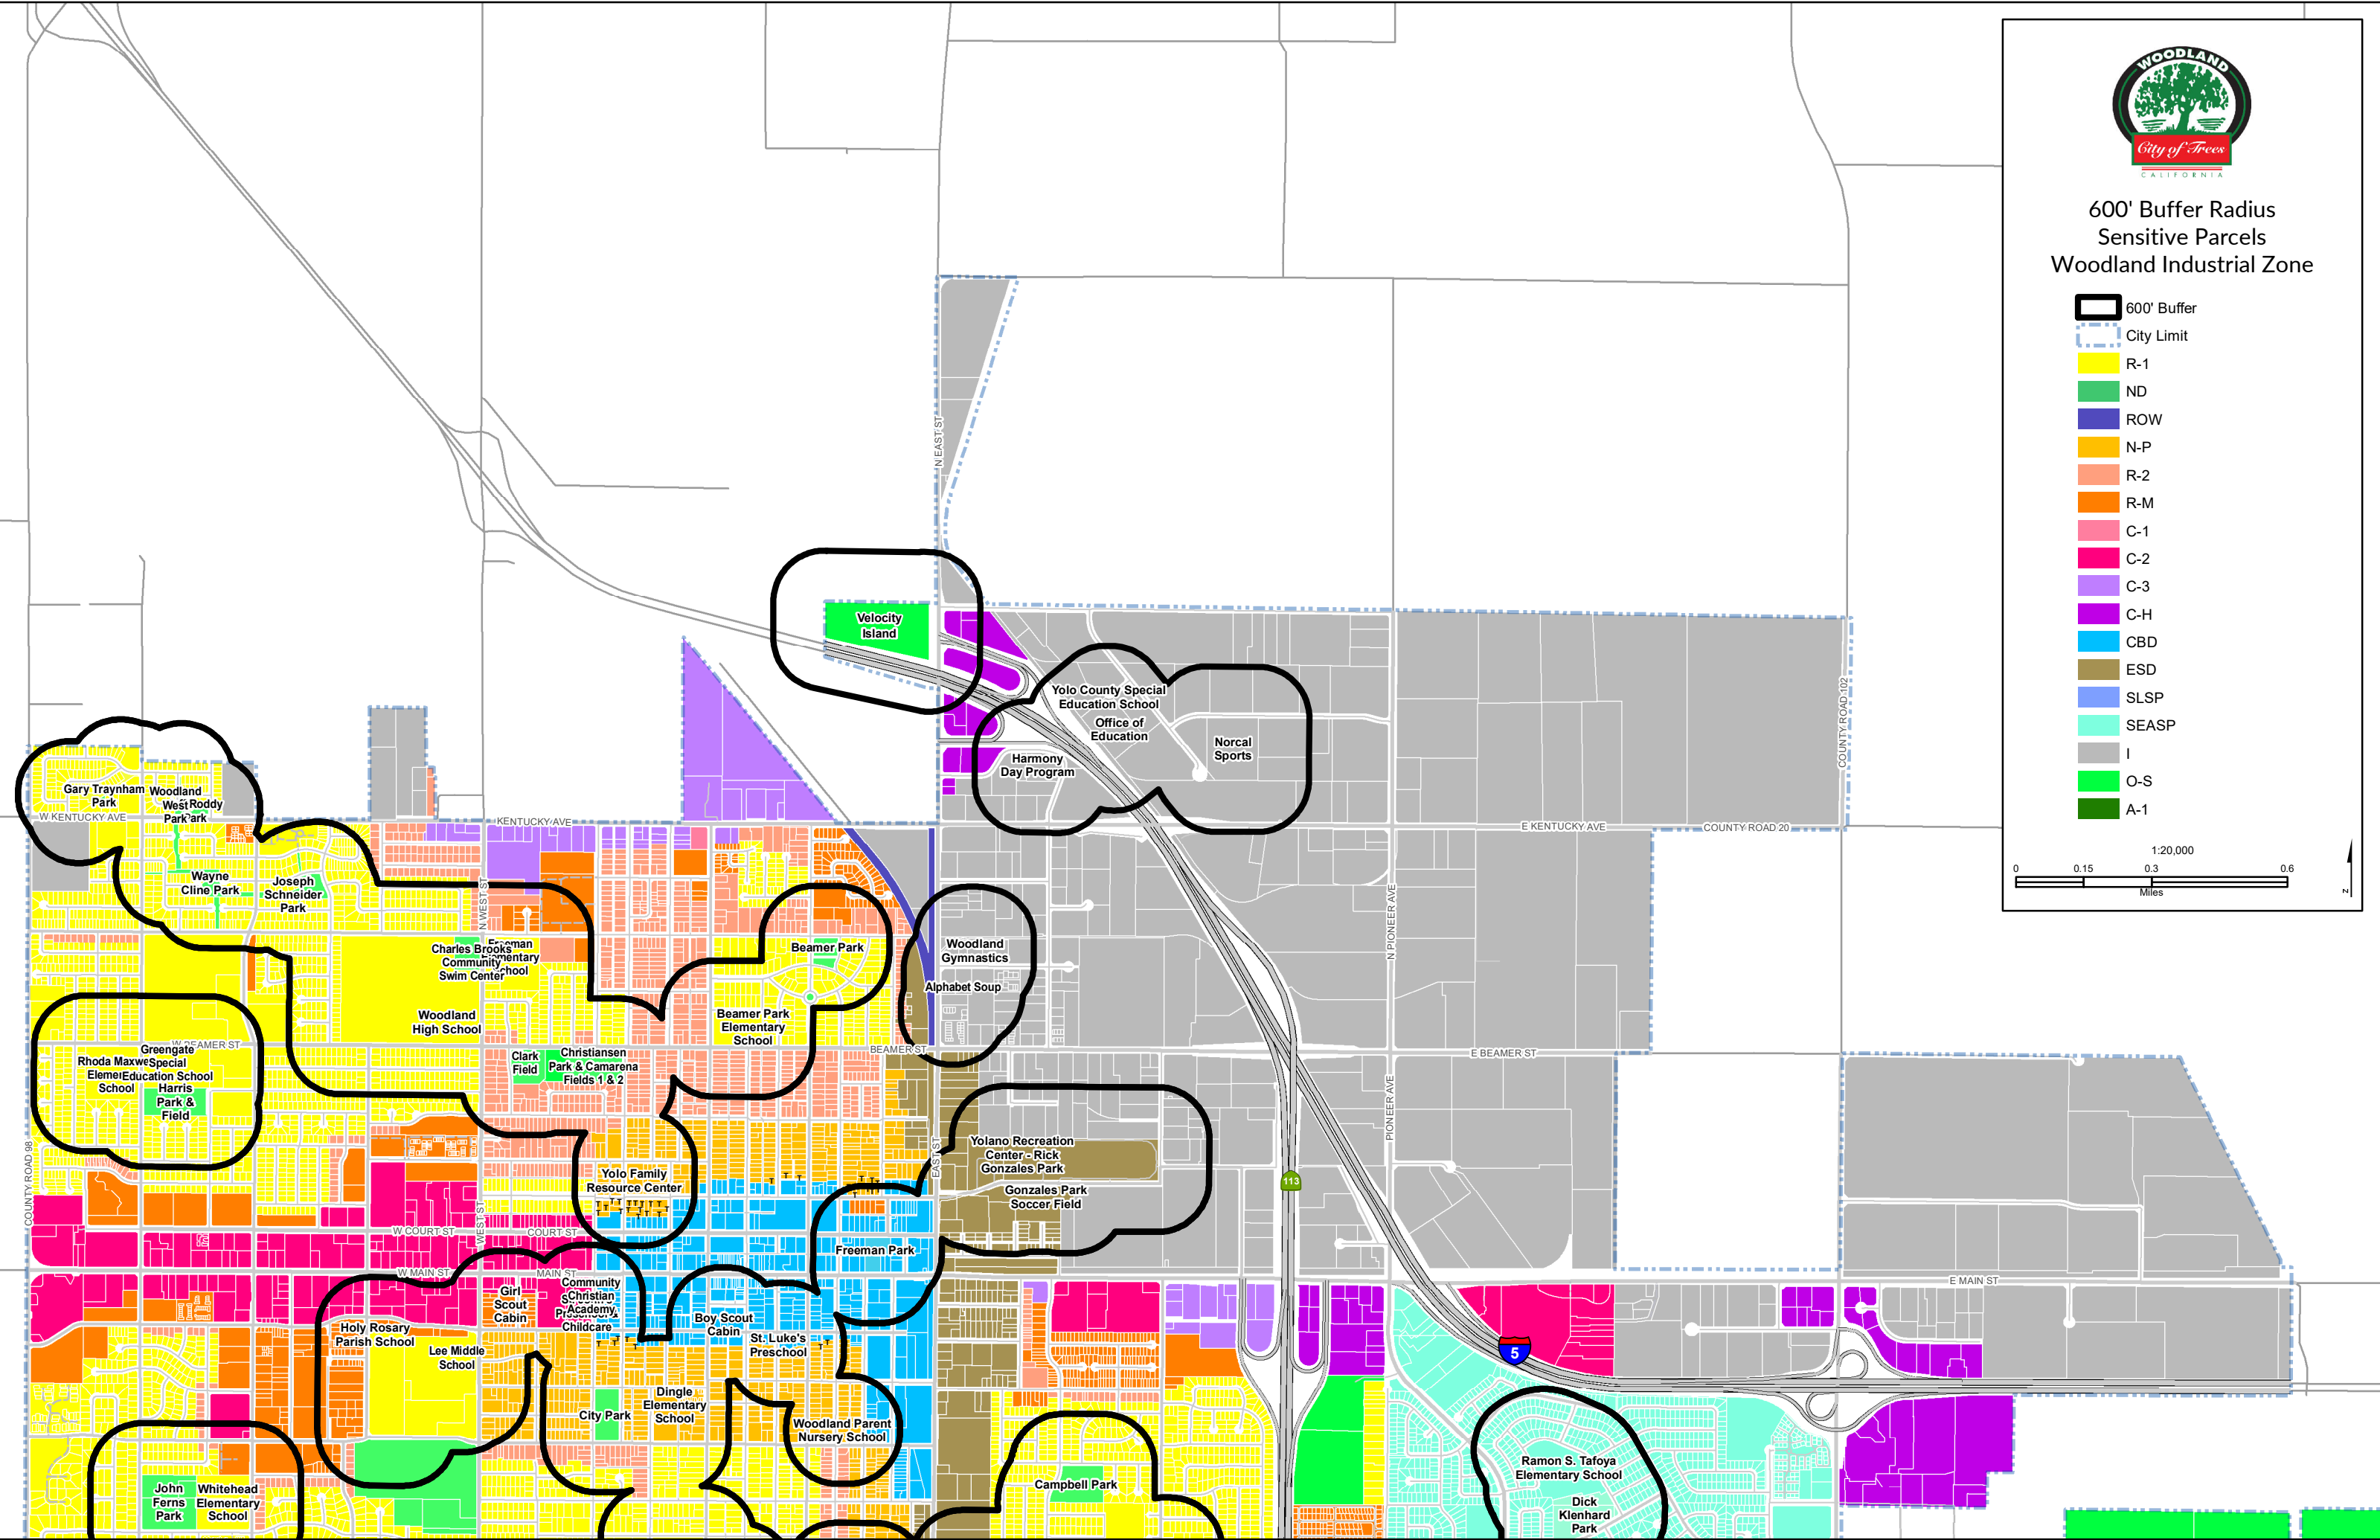 WOODLAND
City of Trees
CALIFORNIA
600' Buffer Radius
Sensitive Parcels
Woodland Industrial Zone
600' Buffer
City Limit
R-1
ND
ROW
N-P
R-2
R-M
C-1
C-2
C-3
C-H
CBD
ESD
SLSP
SEASP
I
O-S
A-1
1:20,000
0 0.15 0.3 0.6
Miles
Z
N EAST ST
Velocity
Island
Yolo County Special
Education School
Office of
Education
Norcal
Sports
Harmony
Day Program
COUNTY ROAD 102
Gary Traynham
Park
Woodland
West
Park
Roddy
Park
W KENTUCKY AVE
KENTUCKY AVE
E KENTUCKY AVE
COUNTY ROAD 20
Wayne
Cline Park
Joseph
Schneider
Park
N WEST ST
N PIONEER AVE
Charles Brooks
Community
Swim Center
Freeman
Elementary
School
Beamer Park
Woodland
Gymnastics
Alphabet Soup
Woodland
High School
Beamer Park
Elementary
School
W BEAMER ST
BEAMER ST
E BEAMER ST
Greengate
Special
Education School
Rhoda Maxwell
Elementary
School
Harris
Park &
Field
Clark
Field
Christiansen
Park & Camarena
Fields 1 & 2
PIONEER AVE
COUNTY ROAD 98
WEST ST
EAST ST
Yolano Recreation
Center - Rick
Gonzales Park
Gonzales Park
Soccer Field
Yolo Family
Resource Center
113
W COURT ST
COURT ST
Freeman Park
W MAIN ST
MAIN ST
E MAIN ST
Girl
Scout
Cabin
Community
Christian
Academy
Childcare
Boy Scout
Cabin
St. Luke's
Preschool
Holy Rosary
Parish School
Lee Middle
School
5
City Park
Dingle
Elementary
School
Woodland Parent
Nursery School
Campbell Park
Ramon S. Tafoya
Elementary School
Dick
Klenhard
Park
John
Ferns
Park
Whitehead
Elementary
School